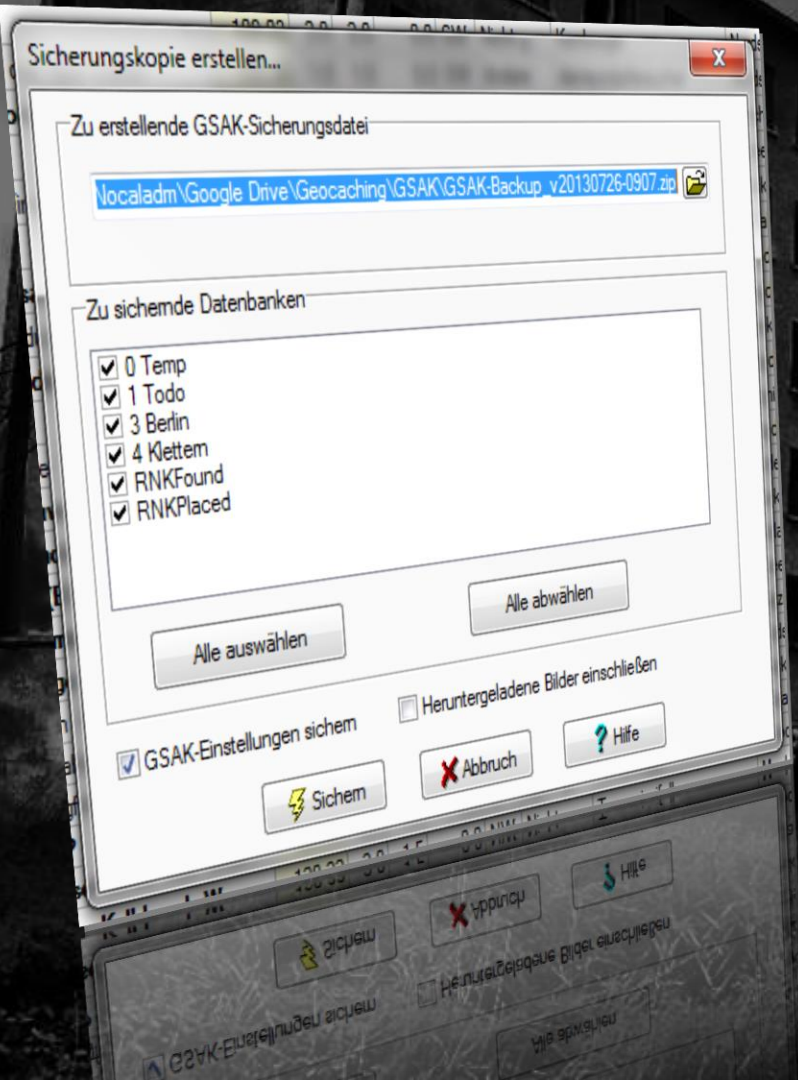 Sicherungskopie erstellen...
Zu erstellende GSAK-Sicherungsdatei
\localadm\Google Drive\Geocaching\GSAK\GSAK-Backup_v20130726-0907.zip
Zu sichernde Datenbanken
0 Temp
1 Todo
3 Berlin
4 Klettern
RNKFound
RNKPlaced
Alle auswählen
Alle abwählen
GSAK-Einstellungen sichern
Heruntergeladene Bilder einschließen
Sichern
Abbruch
Hilfe